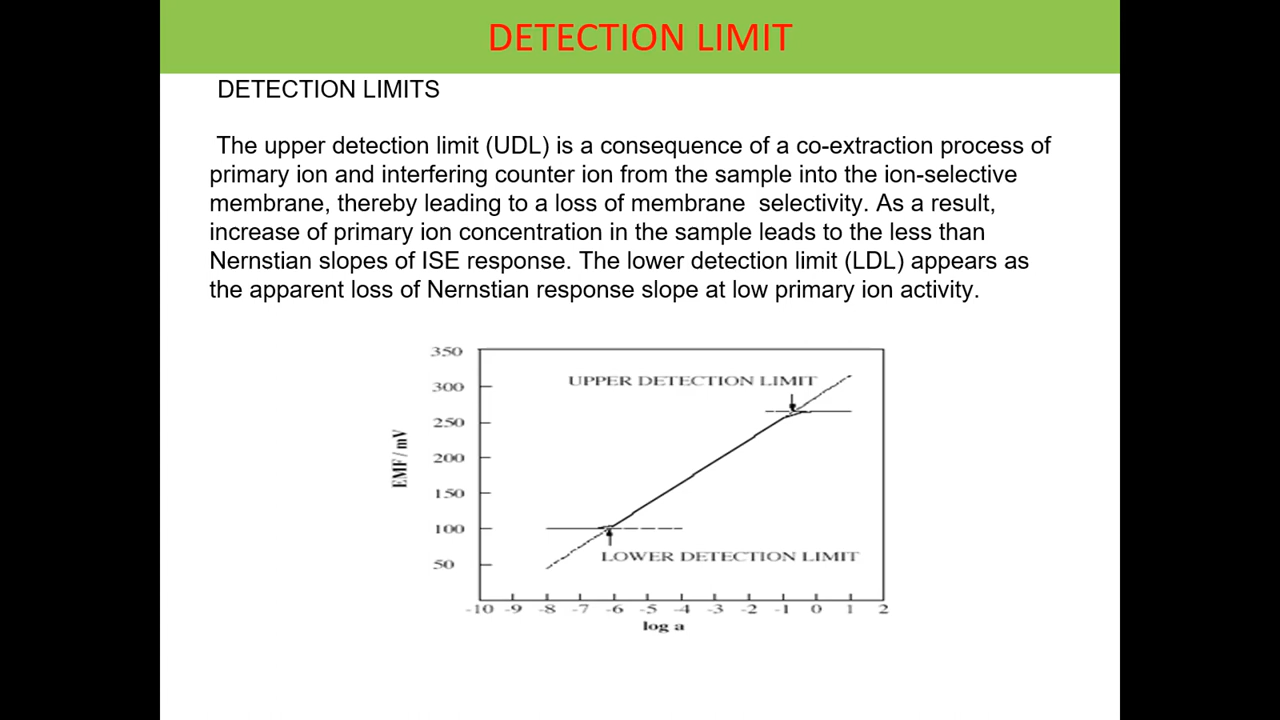 DETECTION LIMIT
DETECTION LIMITS
The upper detection limit (UDL) is a consequence of a co-extraction process of
primary ion and interfering counter ion from the sample into the ion-selective
membrane, thereby leading to a loss of membrane selectivity. As a result,
increase of primary ion concentration in the sample leads to the less than
Nernstian slopes of ISE response. The lower detection limit (LDL) appears as
the apparent loss of Nernstian response slope at low primary ion activity.
350
UPPER DETECTION LIMIT
300
250
EMF / mV
200
150
100
LOWER DETECTION LIMIT
50
-10 -9 -8 -7 -6 -5 -4 -3 -2 -1 0 1 2
log a